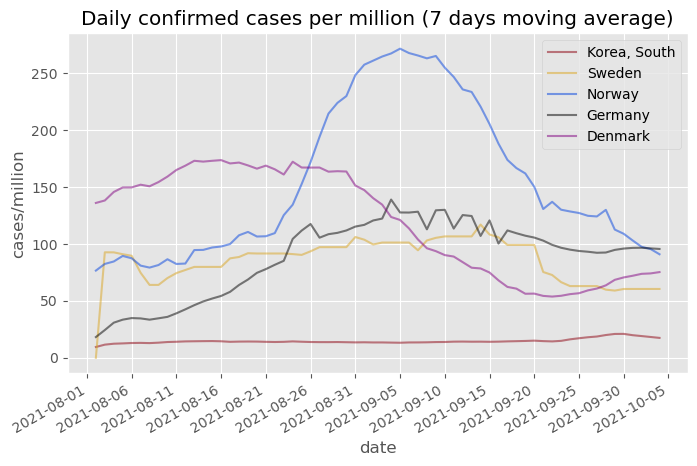 Daily confirmed cases per million (7 days moving average)
Korea, South
Sweden
Norway
Germany
Denmark
cases/million
250
200
150
100
50
0
2021-08-01
2021-08-06
2021-08-11
2021-08-16
2021-08-21
2021-08-26
2021-08-31
2021-09-05
2021-09-10
2021-09-15
2021-09-20
2021-09-25
2021-09-30
2021-10-05
date